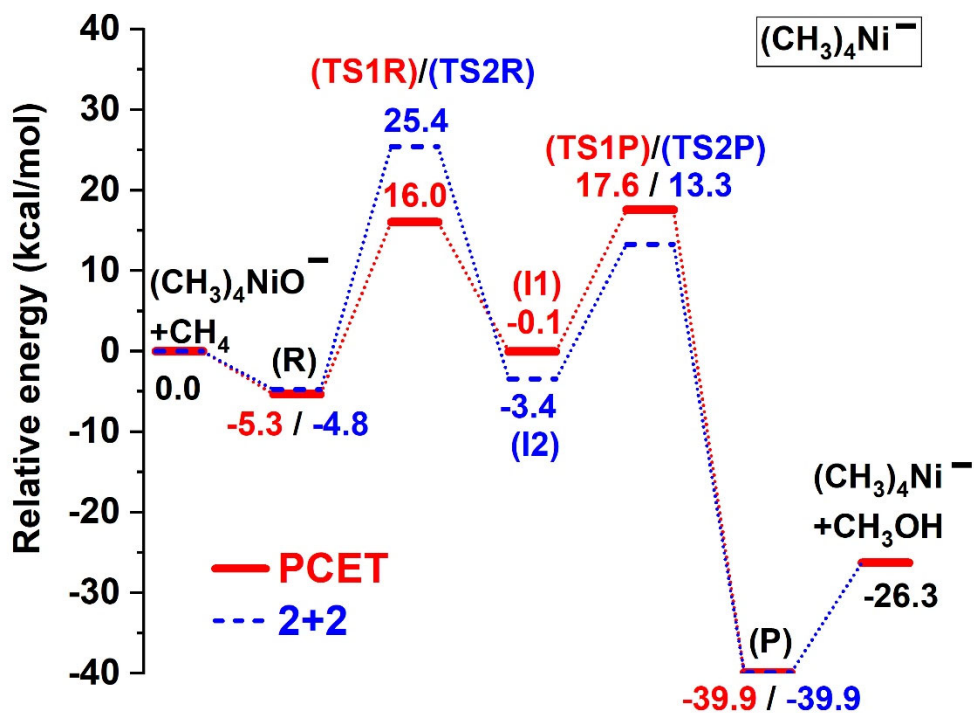 (CH₃)₄Ni⁻
Relative energy (kcal/mol)
40
30
20
10
0
-10
-20
-30
-40
(CH₃)₄NiO⁻
+CH₄
0.0
(R)
-5.3 / -4.8
(TS1R)/(TS2R)
25.4
16.0
(I1)
-0.1
-3.4
(I2)
(TS1P)/(TS2P)
17.6 / 13.3
(P)
-39.9 / -39.9
(CH₃)₄Ni⁻
+CH₃OH
-26.3
PCET
2+2